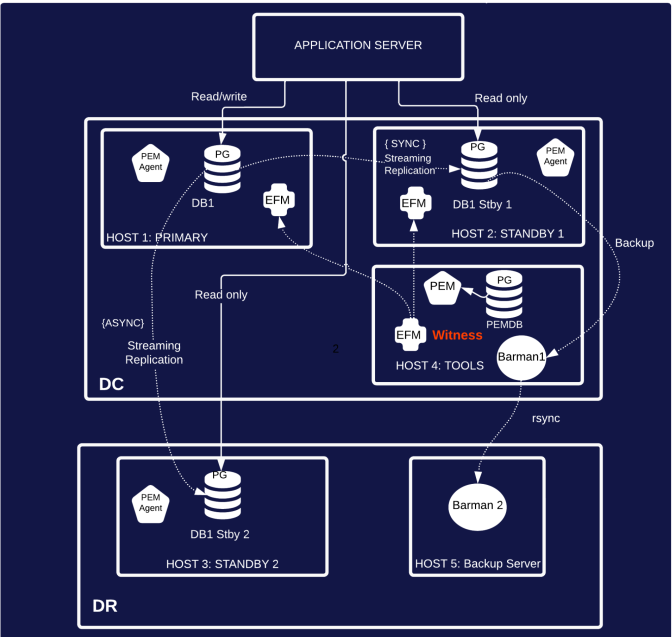 APPLICATION SERVER
Read/write
Read only
PEM
Agent
PG
DB1
EFM
HOST 1: PRIMARY
{ SYNC }
Streaming
Replication
PG
PEM
Agent
EFM
DB1 Stby 1
HOST 2: STANDBY 1
Backup
Read only
{ASYNC}
Streaming
Replication
2
PEM
PG
PEMDB
EFM
Witness
Barman1
HOST 4: TOOLS
DC
rsync
PEM
Agent
PG
DB1 Stby 2
HOST 3: STANDBY 2
Barman 2
HOST 5: Backup Server
DR